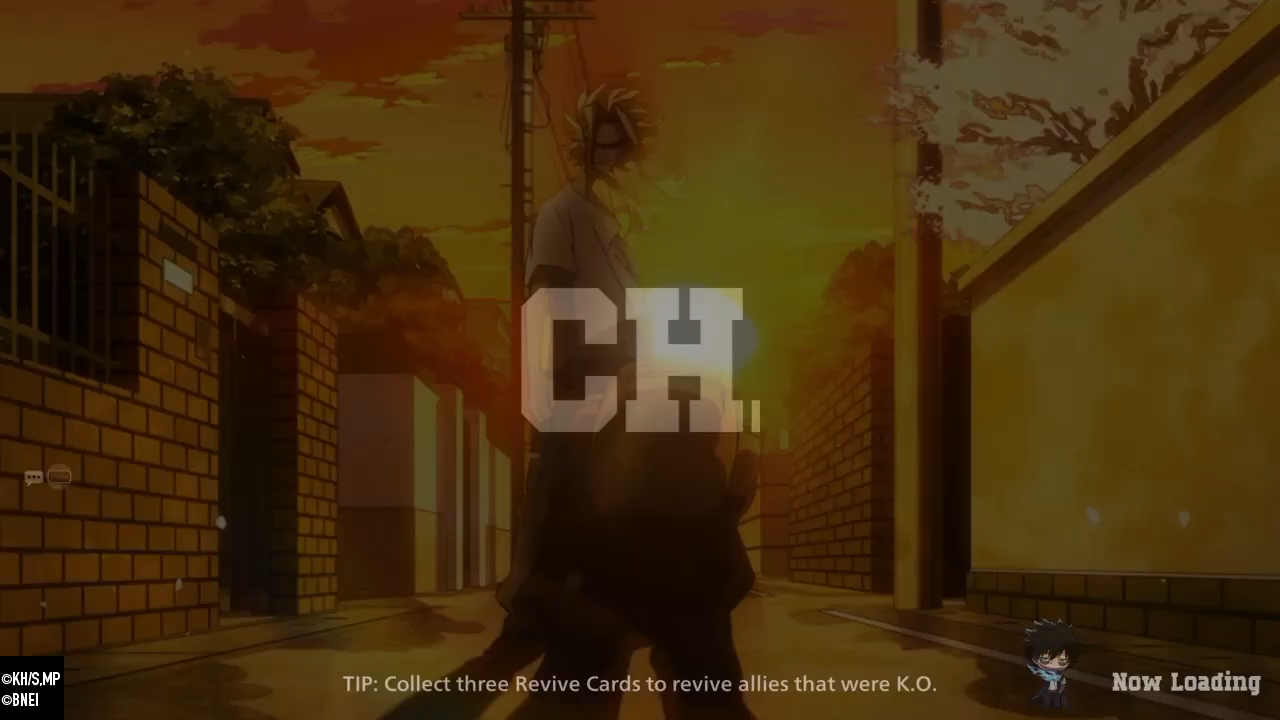 CH
TIP: Collect three Revive Cards to revive allies that were K.O.
Now Loading
©KH/S,MP
©BNEI